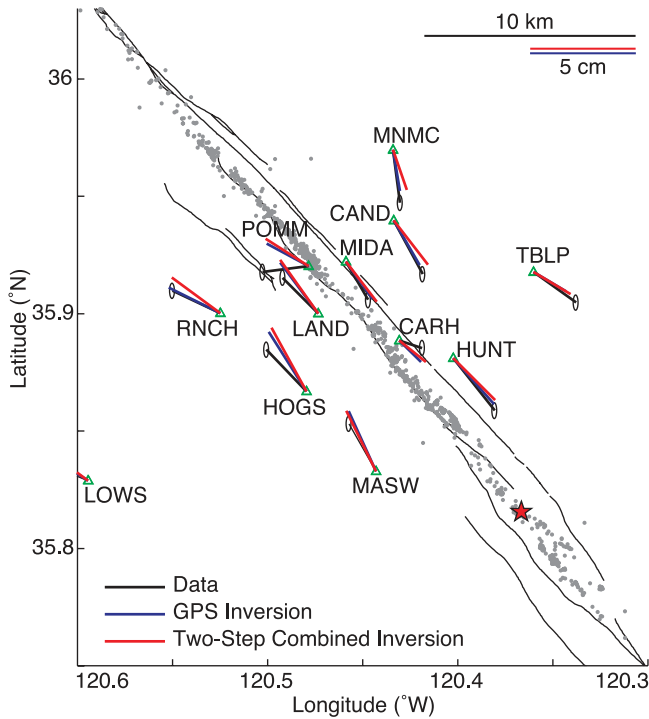 10 km
5 cm
36
MNMC
CAND
POMM
MIDA
TBLP
Latitude (°N)
35.9
RNCH
LAND
CARH
HUNT
HOGS
LOWS
MASW
35.8
Data
GPS Inversion
Two-Step Combined Inversion
120.6
120.5
120.4
120.3
Longitude (°W)